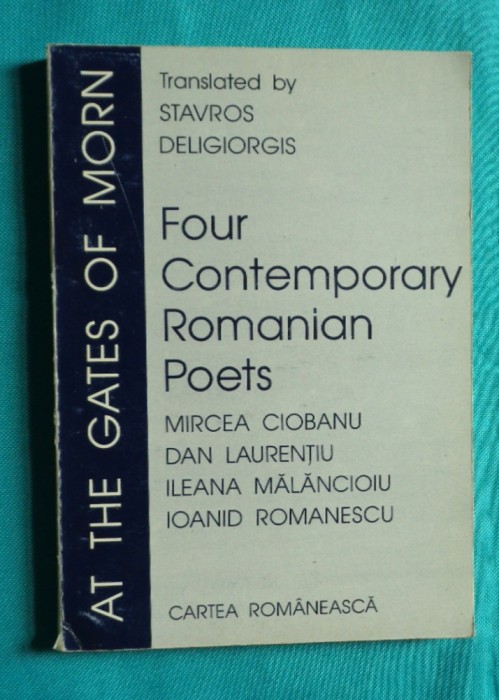 AT THE GATES OF MORN
Translated by
STAVROS
DELIGIORGIS
Four
Contemporary
Romanian
Poets
MIRCEA CIOBANU
DAN LAURENȚIU
ILEANA MĂLĂNCIOIU
IOANID ROMANESCU
CARTEA ROMÂNEASCĂ